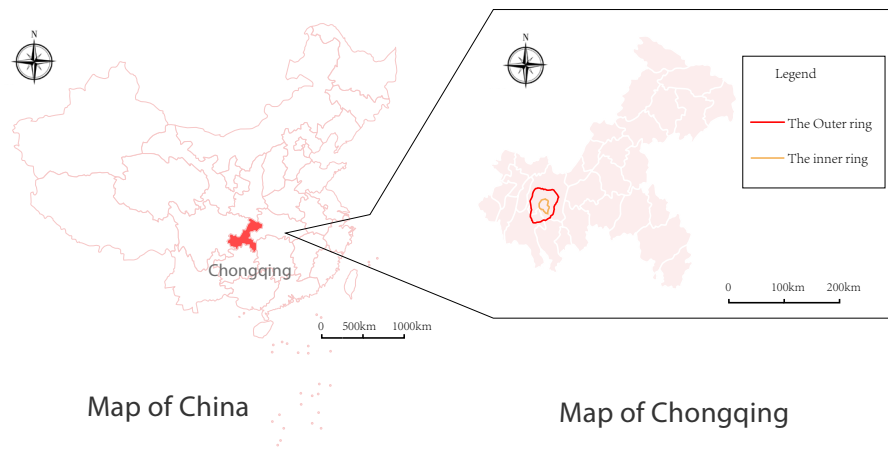 N
Chongqing
0 500km 1000km
Map of China
N
Legend
The Outer ring
The inner ring
0 100km 200km
Map of Chongqing